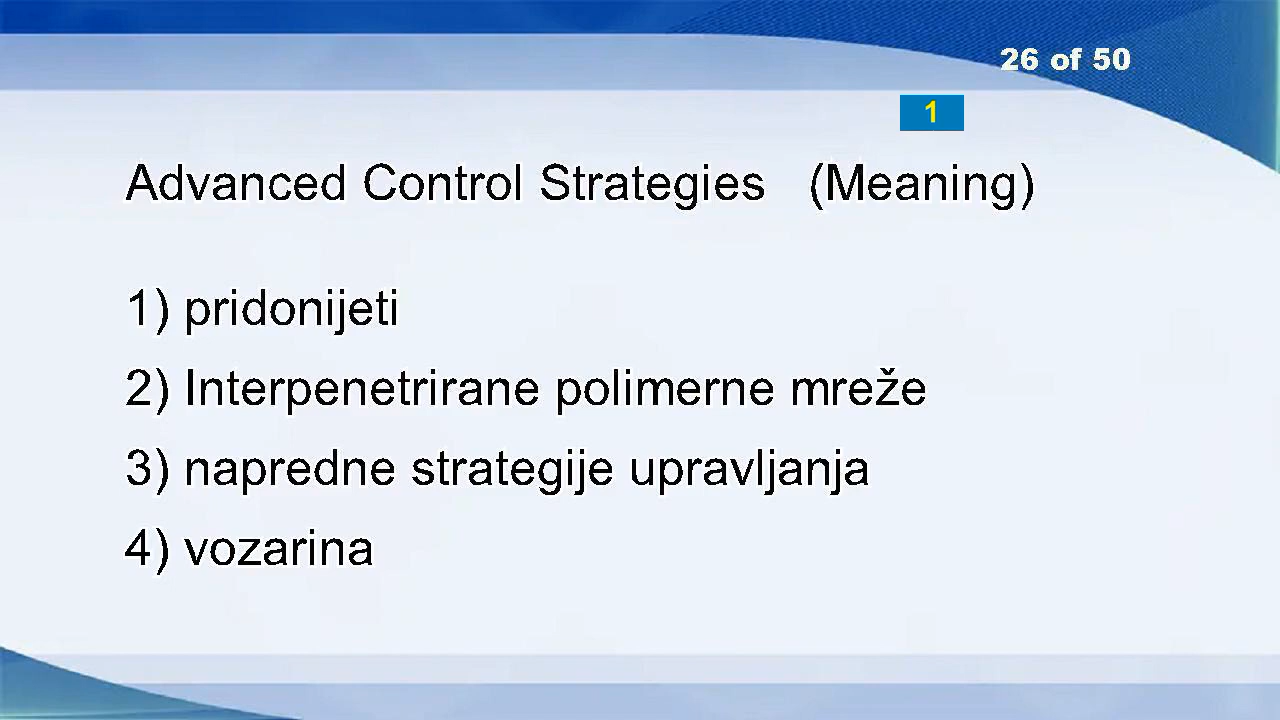 26 of 50
1
Advanced Control Strategies (Meaning)
1) pridonijeti
2) Interpenetrirane polimerne mreže
3) napredne strategije upravljanja
4) vozarina